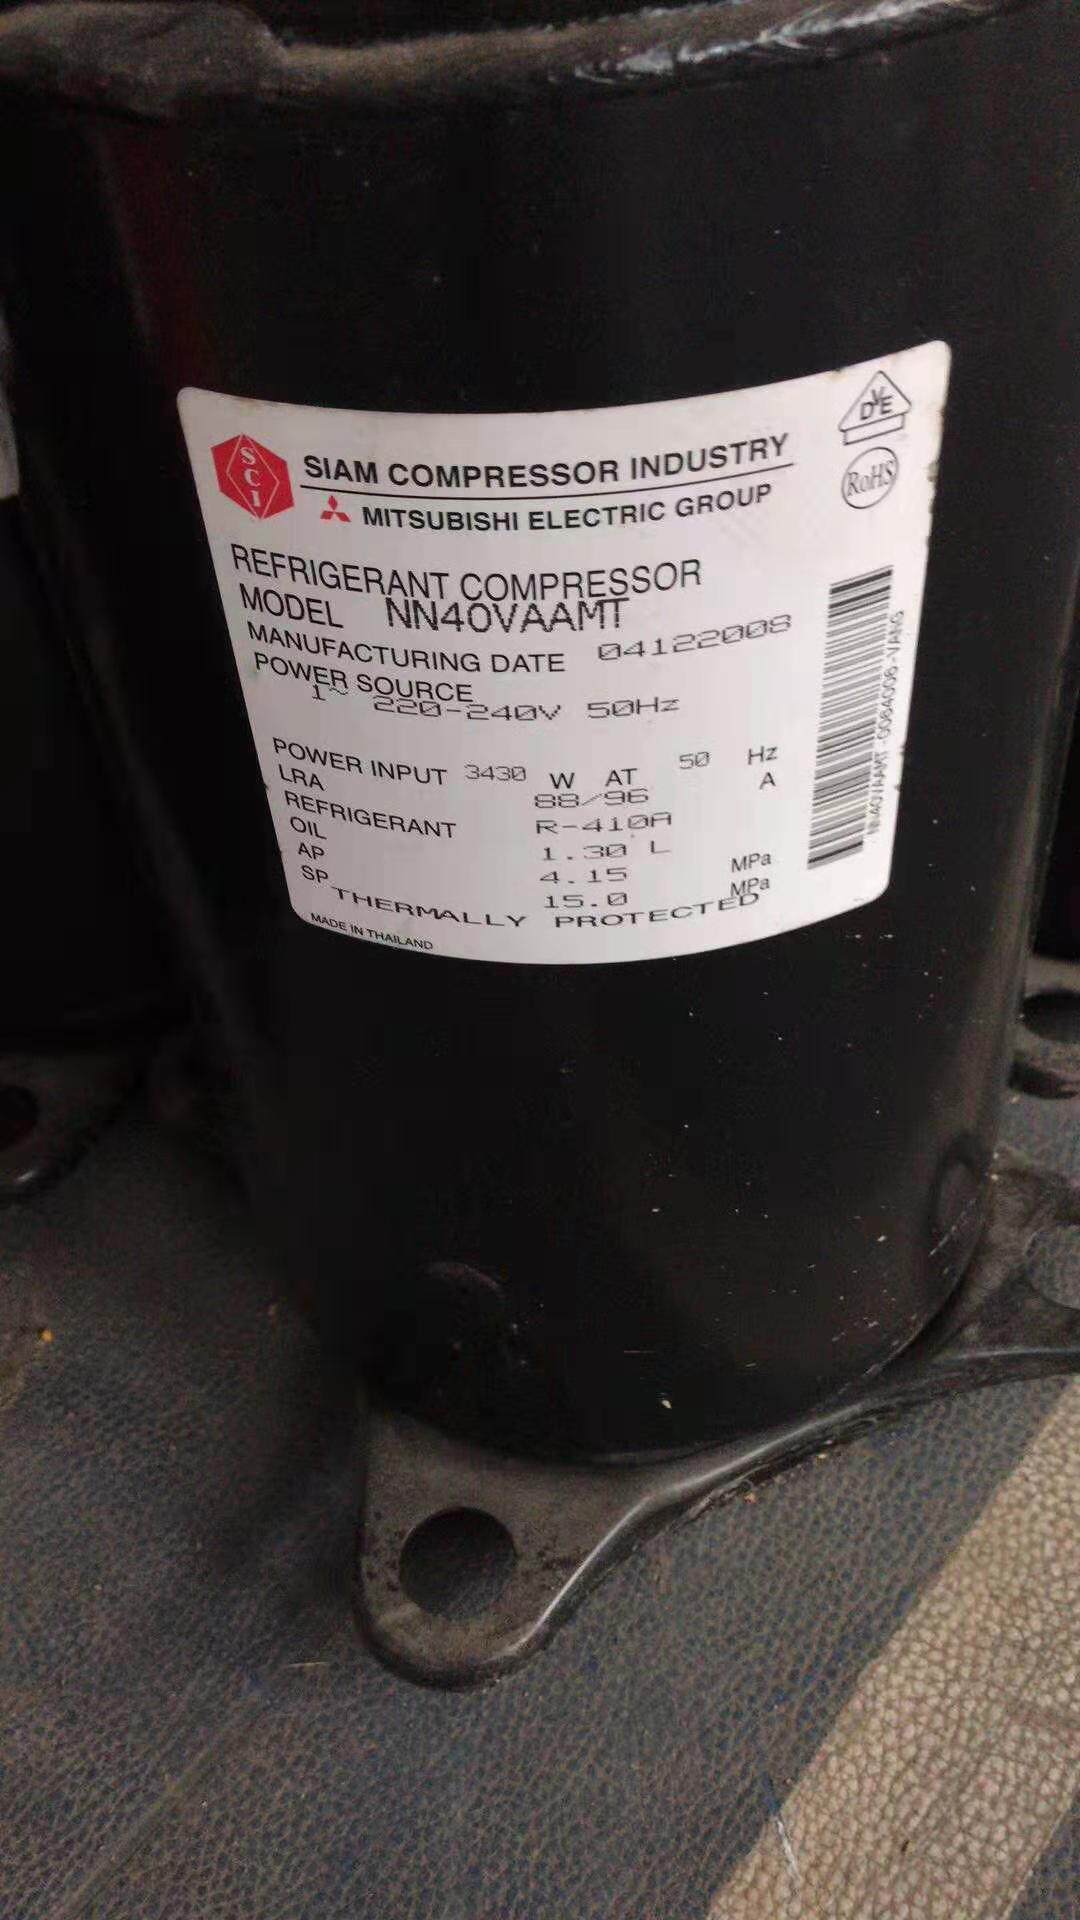 SCI
SIAM COMPRESSOR INDUSTRY
MITSUBISHI ELECTRIC GROUP
VDE
RoHS
REFRIGERANT COMPRESSOR
MODEL NN40VAAMT
MANUFACTURING DATE 04122008
POWER SOURCE
1~ 220-240V 50Hz
POWER INPUT 3430 W AT 50 Hz
LRA 88/96 A
REFRIGERANT R-410A
OIL 1.30 L
AP 4.15 MPa
SP 15.0 MPa
THERMALLY PROTECTED
MADE IN THAILAND